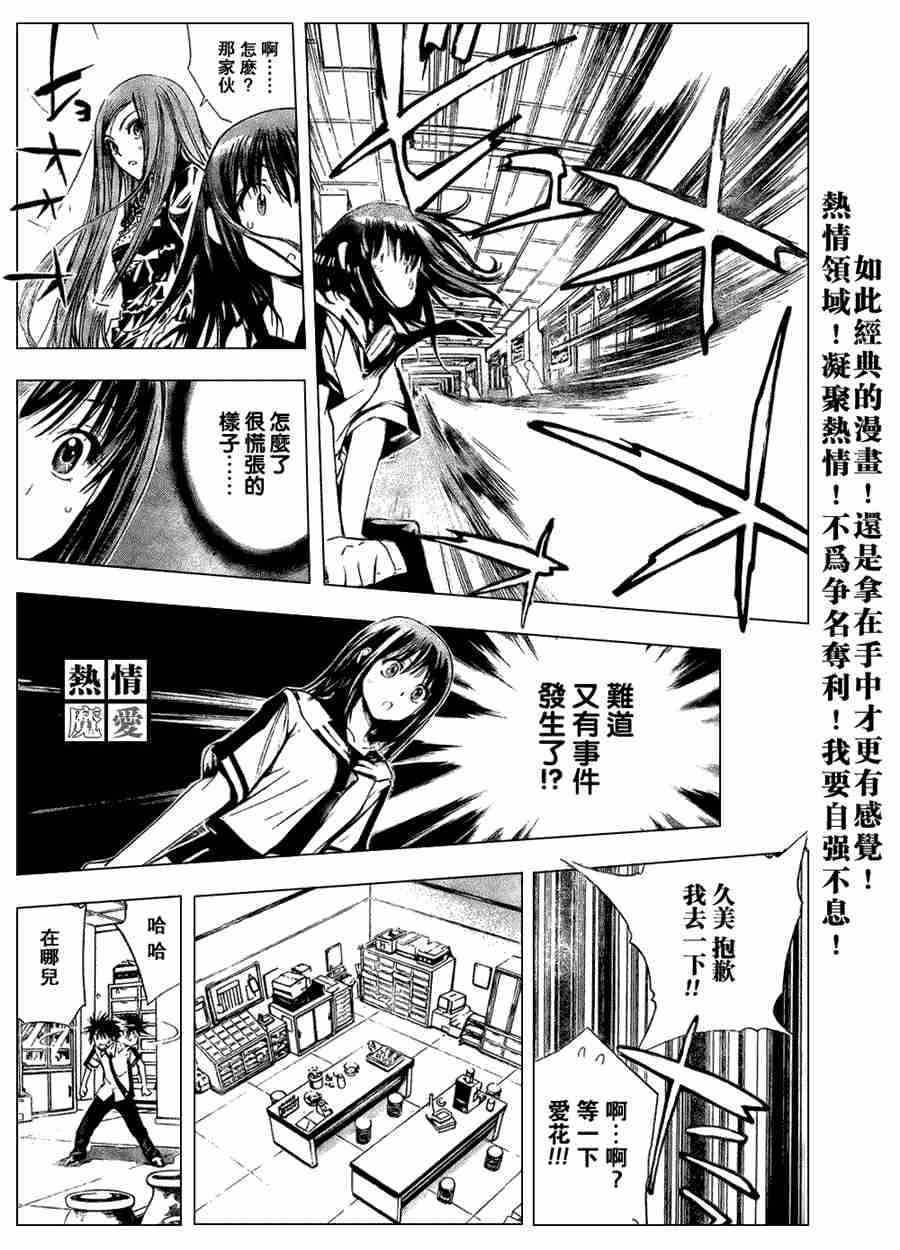 啊……
怎麽?
那家伙
怎麼了
很慌張的
樣子……
難道
又有事件
發生了!?
熱情
魔愛
久美 抱歉
我去一下!!
啊…啊?
等一下
愛花!!!
哈哈
在哪兒
如此經典的漫畫！還是拿在手中才更有感覺！
熱情領域！凝聚熱情！不爲争名奪利！我要自强不息！